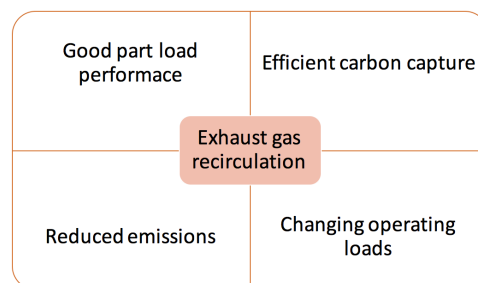 Good part load
performace
Efficient carbon capture
Exhaust gas
recirculation
Reduced emissions
Changing operating
loads